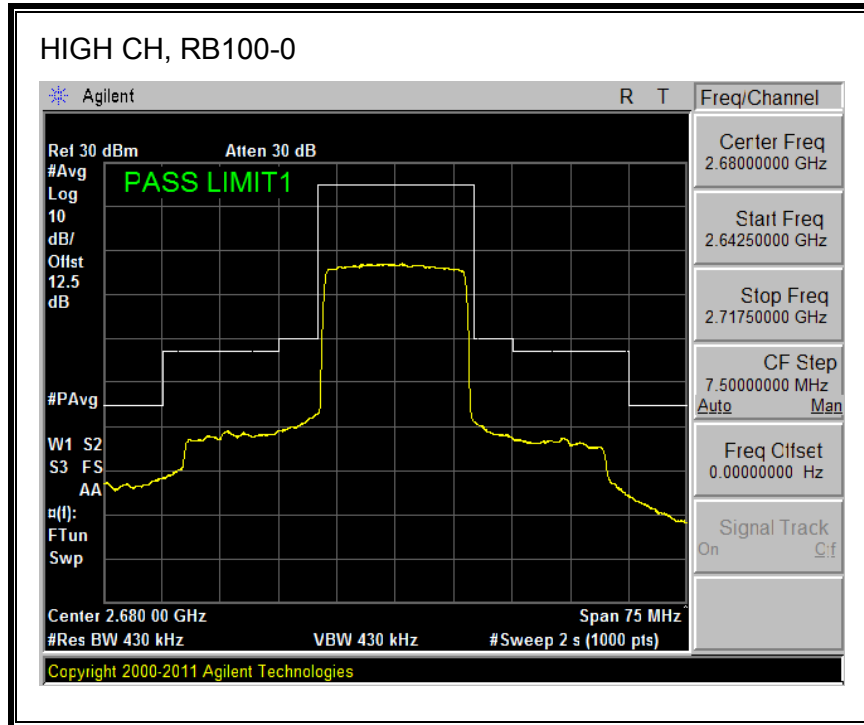 HIGH CH, RB100-0
Agilent R T
Ref 30 dBm Atten 30 dB
#Avg
Log
10
dB/
Offst
12.5
dB
PASS LIMIT1
#PAvg
W1 S2
S3 FS
AA
¤(f):
FTun
Swp
Center 2.680 00 GHz Span 75 MHz^
#Res BW 430 kHz VBW 430 kHz #Sweep 2 s (1000 pts)
Copyright 2000-2011 Agilent Technologies
Freq/Channel
Center Freq
2.68000000 GHz
Start Freq
2.64250000 GHz
Stop Freq
2.71750000 GHz
CF Step
7.50000000 MHz
Auto Man
Freq Offset
0.00000000 Hz
Signal Track
On Off